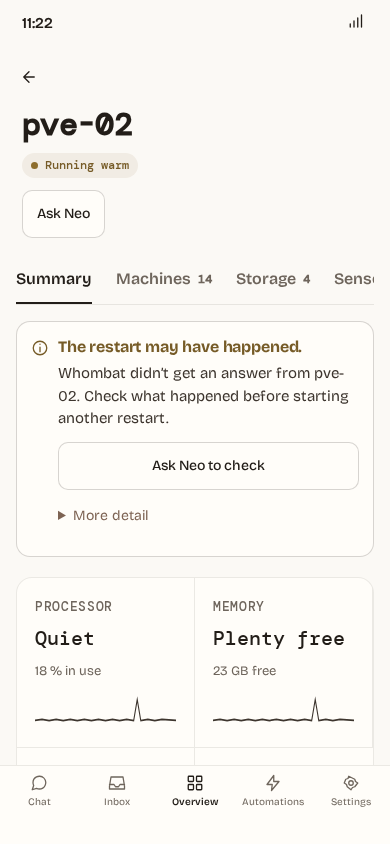 11:22
pve-02
Running warm
Ask Neo
Summary Machines 14 Storage 4 Sens
The restart may have happened.
Whombat didn't get an answer from pve-
02. Check what happened before starting
another restart.
Ask Neo to check
More detail
PROCESSOR MEMORY
Quiet Plenty free
18 % in use 23 GB free
Chat Inbox Overview Automations Settings